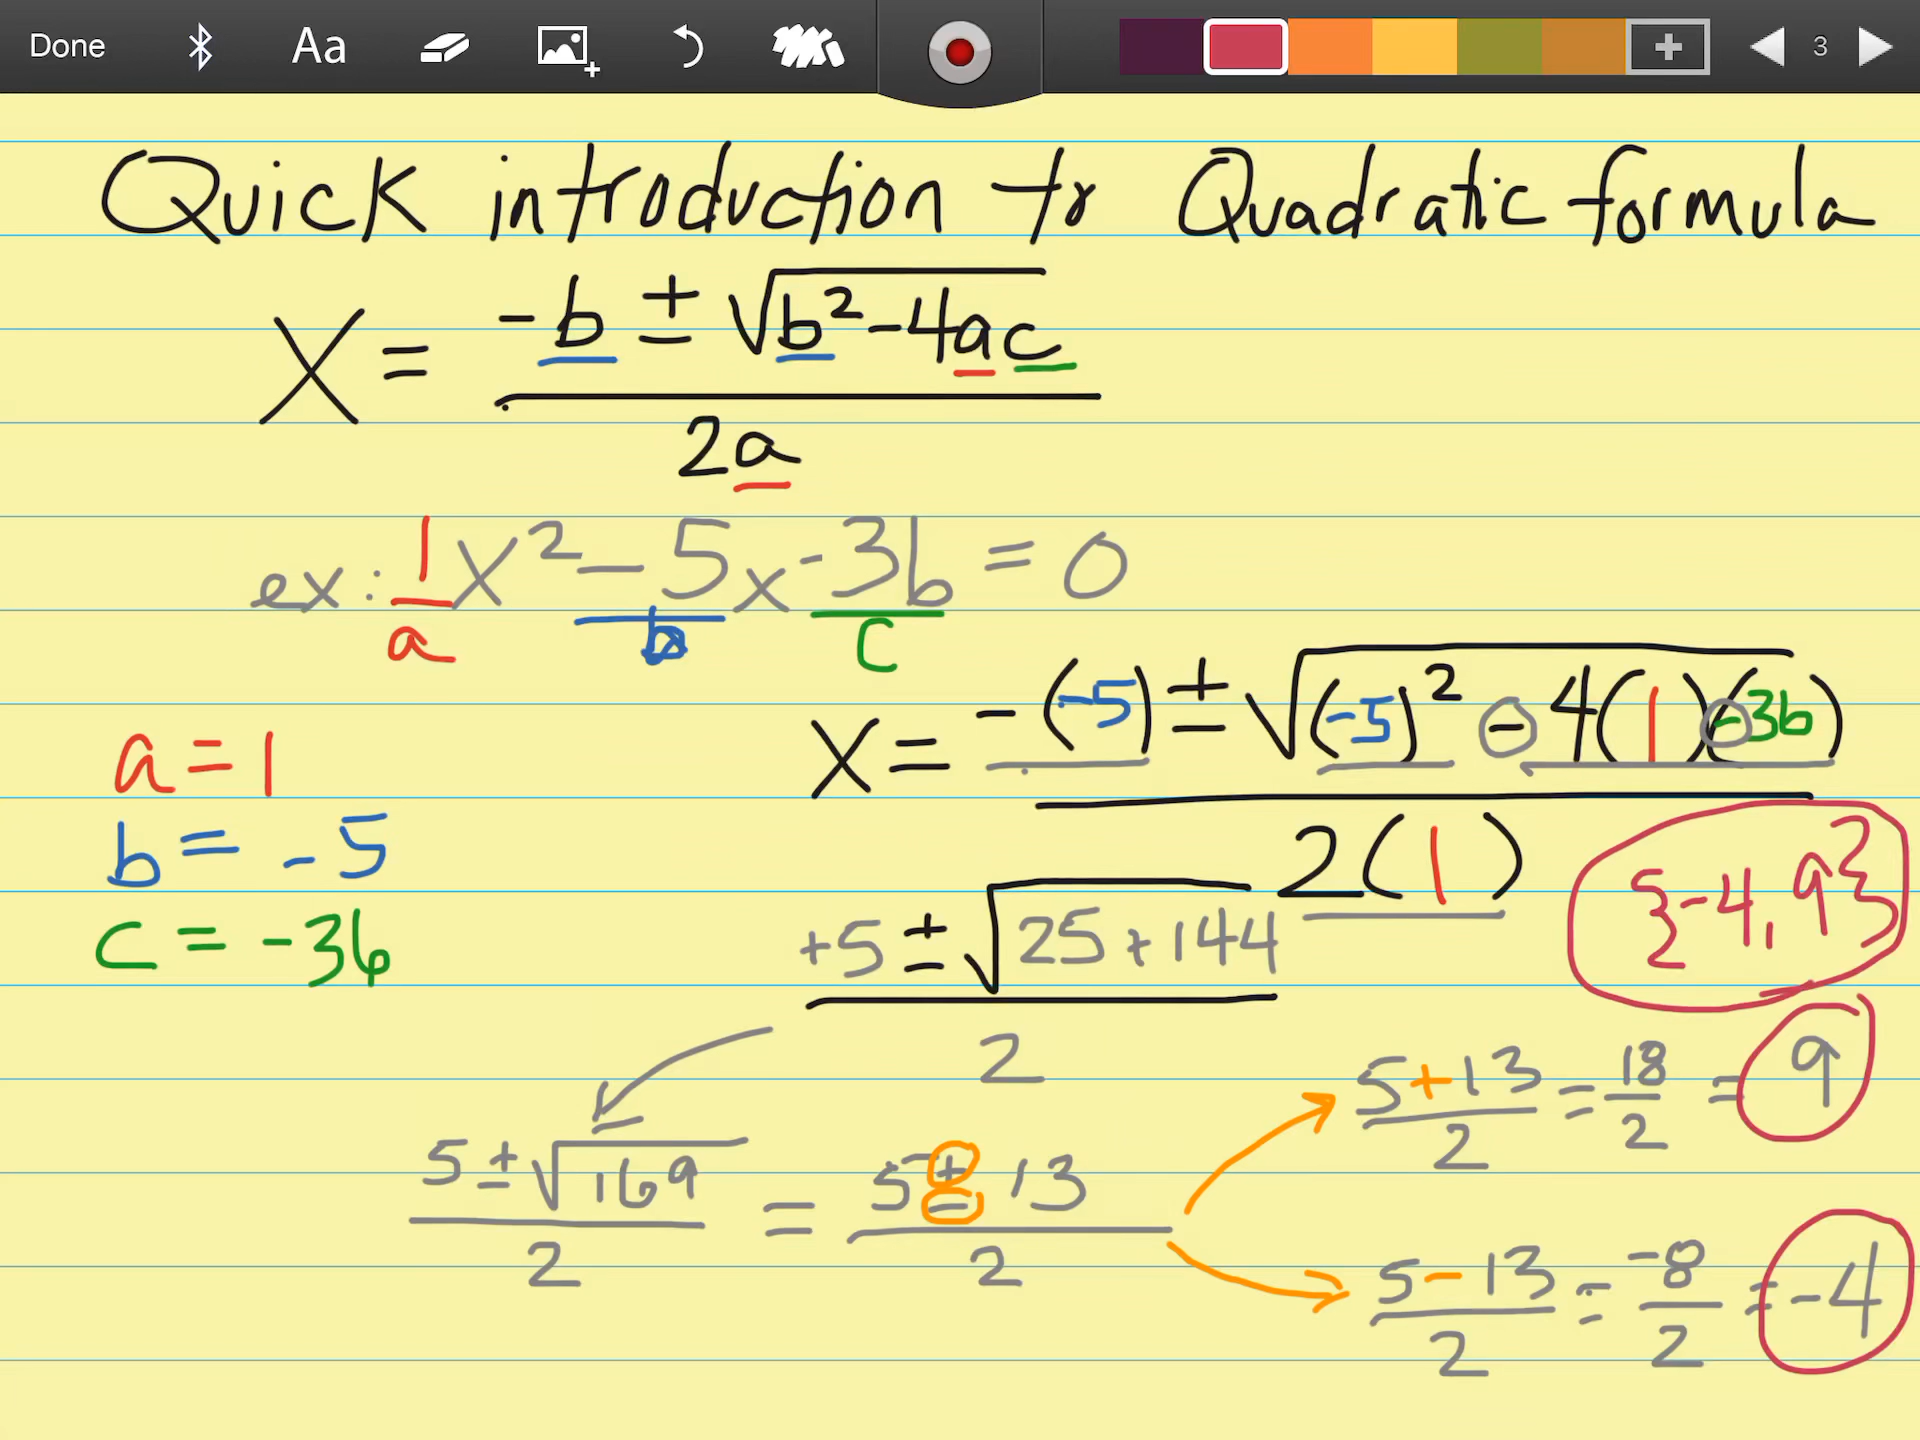 Done Aa 3
Quick introduction to Quadratic formula
X = -b ± √b² - 4ac
2a
ex: 1x² - 5x - 36 = 0
a b c
a = 1
b = -5
c = -36
x = -(-5) ± √(-5)² - 4(1)(-36)
2(1)
{-4, 9}
+5 ± √25 + 144
2
5 ± √169 = 5 ± 13
2 2
5 + 13 = 18 = 9
2 2
5 - 13 = -8 = -4
2 2